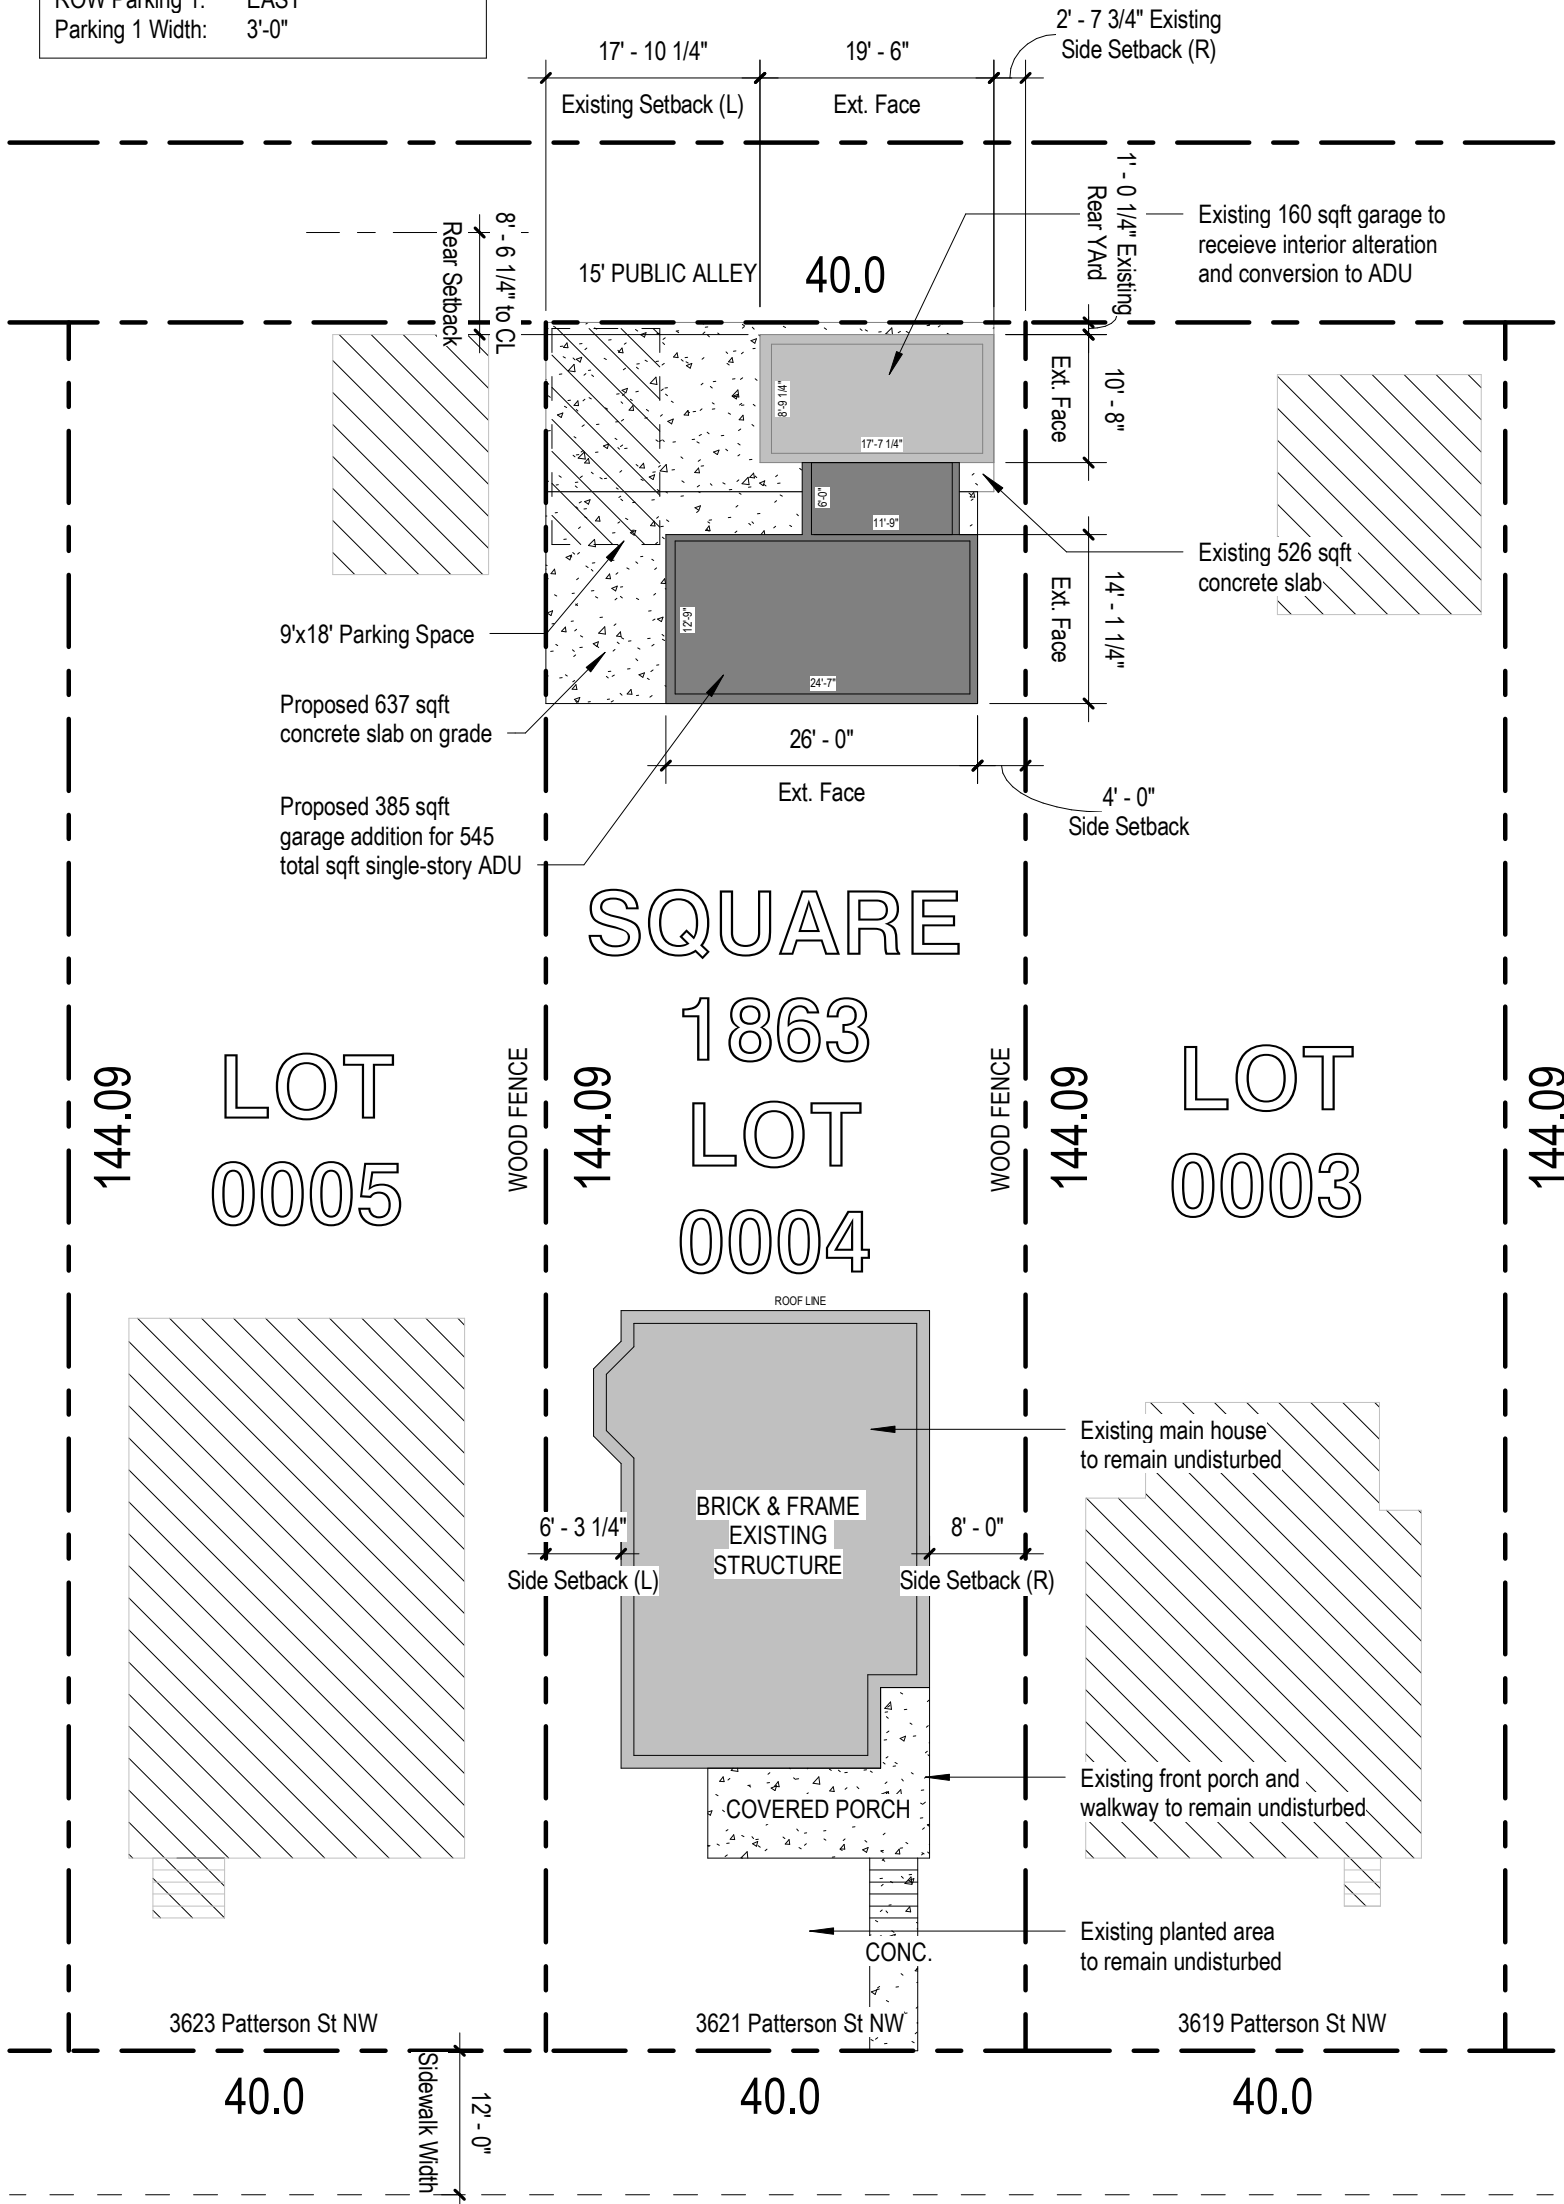 ROW Parking 1: EAST
Parking 1 Width: 3'-0"
2' - 7 3/4" Existing
Side Setback (R)
17' - 10 1/4"
19' - 6"
Existing Setback (L)
Ext. Face
8' - 6 1/4" to CL
Rear Setback
15' PUBLIC ALLEY
40.0
1' - 0 1/4" Existing
Rear YArd
Existing 160 sqft garage to
receieve interior alteration
and conversion to ADU
8'-9 1/4"
17'-7 1/4"
10' - 8"
Ext. Face
6'-0"
11'-9"
Existing 526 sqft
concrete slab
14' - 1 1/4"
Ext. Face
12'-9"
24'-7"
9'x18' Parking Space
Proposed 637 sqft
concrete slab on grade
26' - 0"
Ext. Face
4' - 0"
Side Setback
Proposed 385 sqft
garage addition for 545
total sqft single-story ADU
SQUARE
1863
LOT
0004
LOT
0005
LOT
0003
144.09
WOOD FENCE
144.09
WOOD FENCE
144.09
144.09
ROOF LINE
Existing main house
to remain undisturbed
BRICK & FRAME
EXISTING
STRUCTURE
6' - 3 1/4"
Side Setback (L)
8' - 0"
Side Setback (R)
COVERED PORCH
Existing front porch and
walkway to remain undisturbed
CONC.
Existing planted area
to remain undisturbed
3623 Patterson St NW
3621 Patterson St NW
3619 Patterson St NW
40.0
40.0
40.0
12' - 0"
Sidewalk Width